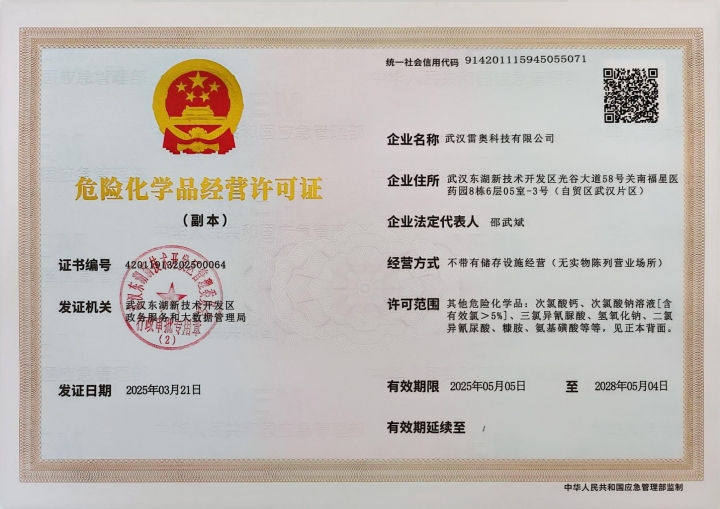 统一社会信用代码 914201115945055071
危险化学品经营许可证
（副本）
证书编号 42011913202500064
发证机关 武汉东湖新技术开发区
政务服务和大数据管理局
行政审批专用章
（2）
发证日期 2025年03月21日
企业名称 武汉雷奥科技有限公司
企业住所 武汉东湖新技术开发区光谷大道58号关南福星医
药园8栋6层05室-3号（自贸区武汉片区）
企业法定代表人 邵武斌
经营方式 不带有储存设施经营（无实物陈列营业场所）
许可范围 其他危险化学品：次氯酸钙、次氯酸钠溶液[含
有效氯＞5%]、三氯异氰脲酸、氢氧化钠、二氯
异氰尿酸、糠胺、氨基磺酸等等，见正本背面。
有效期限 2025年05月05日 至 2028年05月04日
有效期延续至 /
中华人民共和国应急管理部监制